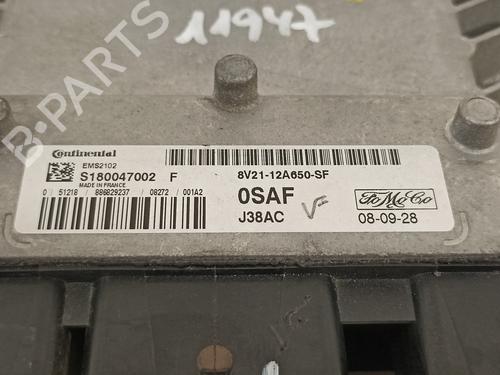 11947
B-PARTS
Continental
EMS2102
S180047002 F
MADE IN FRANCE
0 51218 886829237 08272 001A2
8V21-12A650-SF
0SAF
J38AC
FoMoCo
08-09-28